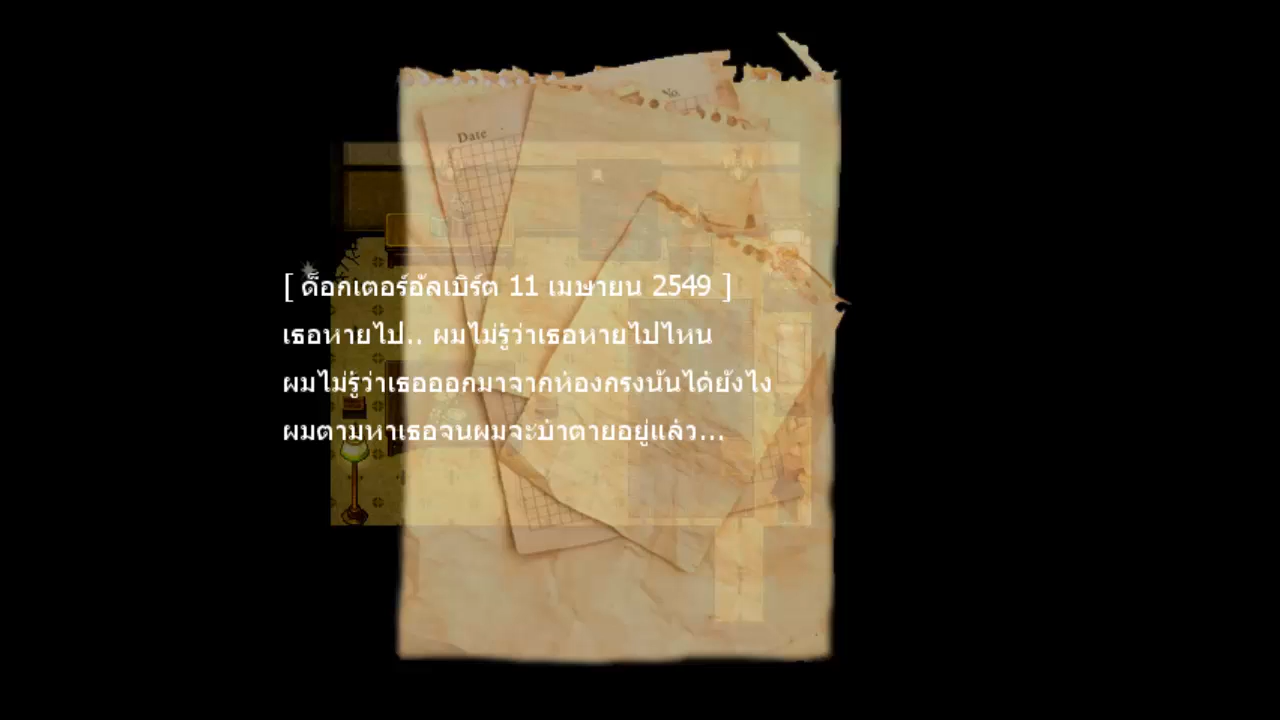 Date
No.
[ ด็อกเตอร์อัลเบิร์ต 11 เมษายน 2549 ]
เธอหายไป.. ผมไม่รู้ว่าเธอหายไปไหน
ผมไม่รู้ว่าเธอออกมาจากห้องกรงนั้นได้ยังไง
ผมตามหาเธอจนผมจะบ้าตายอยู่แล้ว...